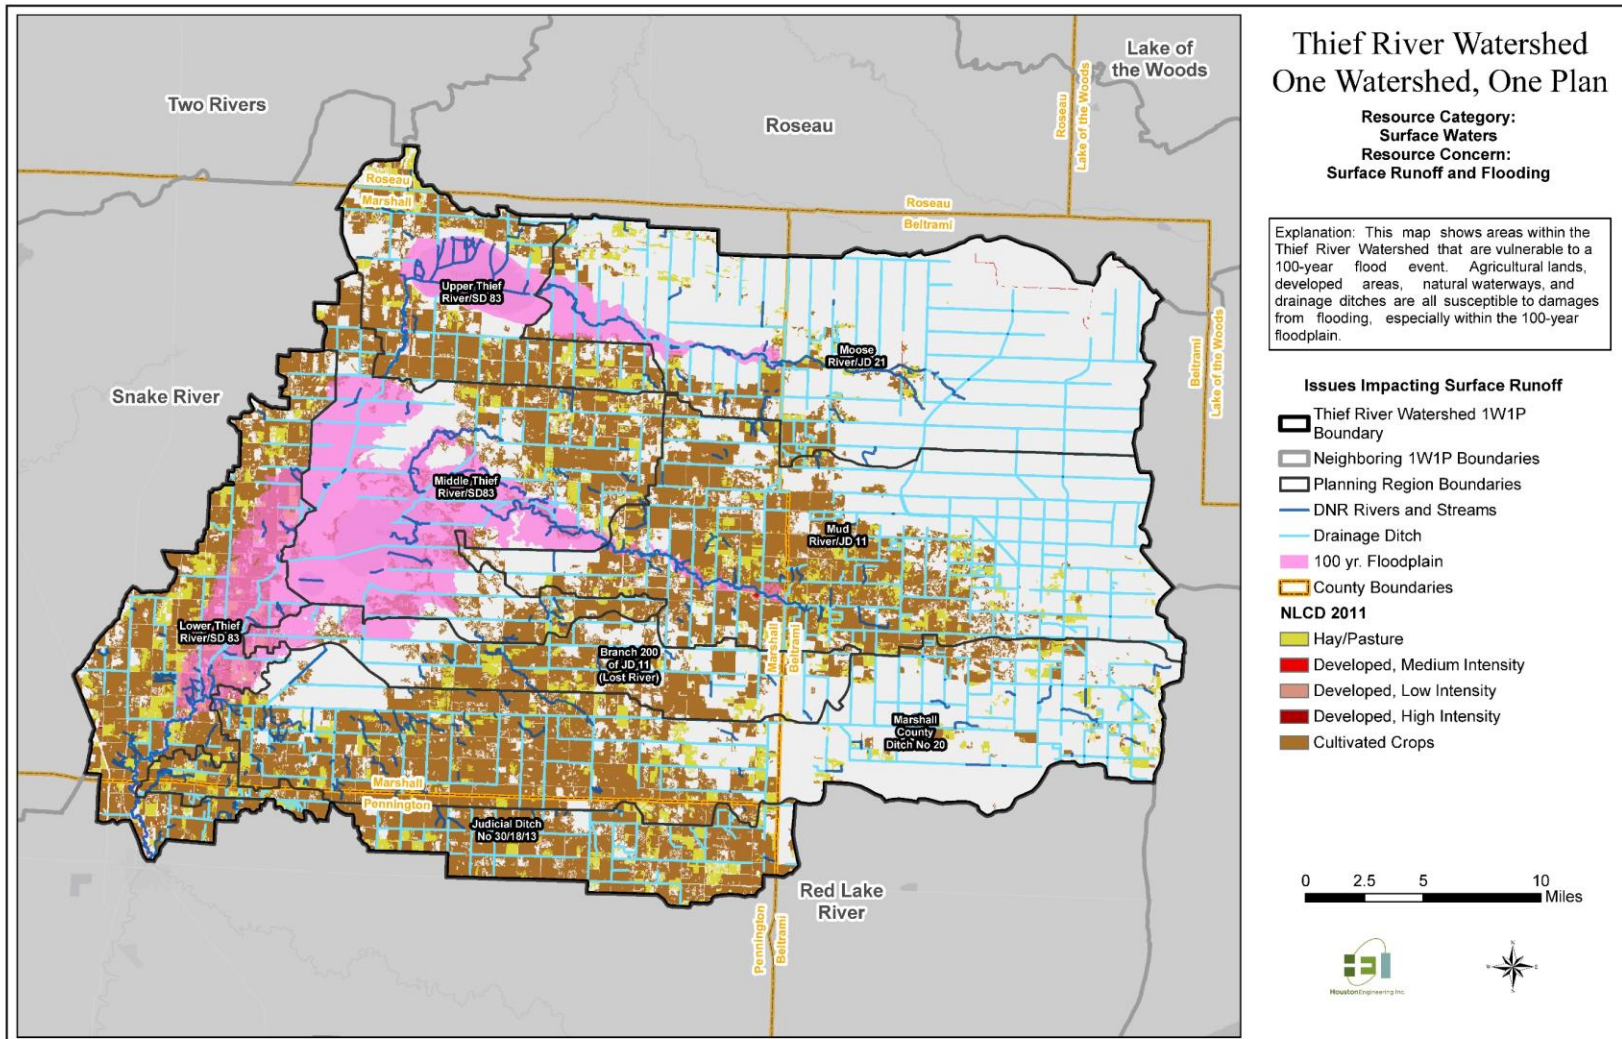 Thief River Watershed
One Watershed, One Plan
Resource Category:
Surface Waters
Resource Concern:
Surface Runoff and Flooding
Explanation: This map shows areas within the
Thief River Watershed that are vulnerable to a
100-year flood event. Agricultural lands,
developed areas, natural waterways, and
drainage ditches are all susceptible to damages
from flooding, especially within the 100-year
floodplain.
Issues Impacting Surface Runoff
Thief River Watershed 1W1P
Boundary
Neighboring 1W1P Boundaries
Planning Region Boundaries
DNR Rivers and Streams
Drainage Ditch
100 yr. Floodplain
County Boundaries
NLCD 2011
Hay/Pasture
Developed, Medium Intensity
Developed, Low Intensity
Developed, High Intensity
Cultivated Crops
0 2.5 5 10
Miles
HEI
Houston Engineering Inc.
N
W E
S
Lake of
the Woods
Two Rivers
Roseau
Roseau
Lake of the Woods
Roseau
Marshall
Roseau
Beltrami
Upper Thief
River/SD 83
Moose
River/JD 21
Beltrami
Lake of the Woods
Snake River
Middle Thief
River/SD83
Mud
River/JD 11
Lower Thief
River/SD 83
Branch 200
of JD 11
(Lost River)
Marshall
Beltrami
Marshall
County
Ditch No 20
Marshall
Pennington
Judicial Ditch
No 30/18/13
Red Lake
River
Pennington
Beltrami